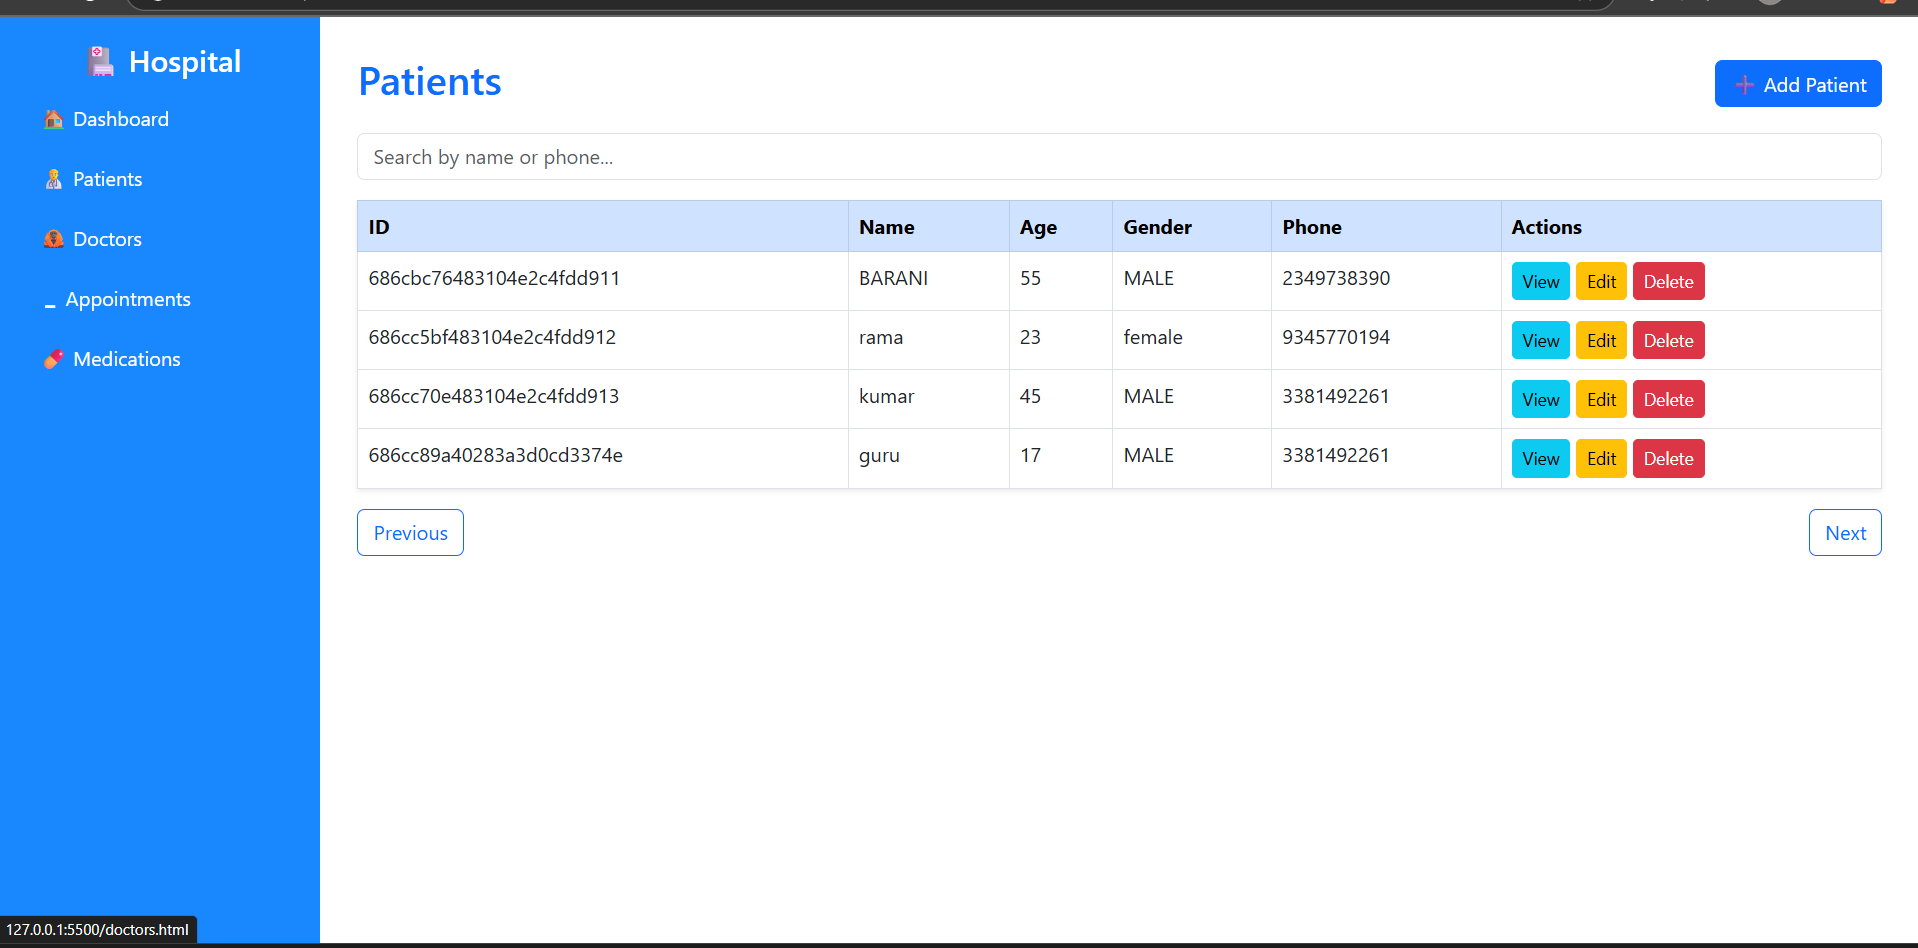 Hospital
Dashboard
Patients
Doctors
Appointments
Medications
Patients
Add Patient
Search by name or phone...
ID Name Age Gender Phone Actions
686cbc76483104e2c4fdd911 BARANI 55 MALE 2349738390 View Edit Delete
686cc5bf483104e2c4fdd912 rama 23 female 9345770194 View Edit Delete
686cc70e483104e2c4fdd913 kumar 45 MALE 3381492261 View Edit Delete
686cc89a40283a3d0cd3374e guru 17 MALE 3381492261 View Edit Delete
Previous Next
127.0.0.1:5500/doctors.html